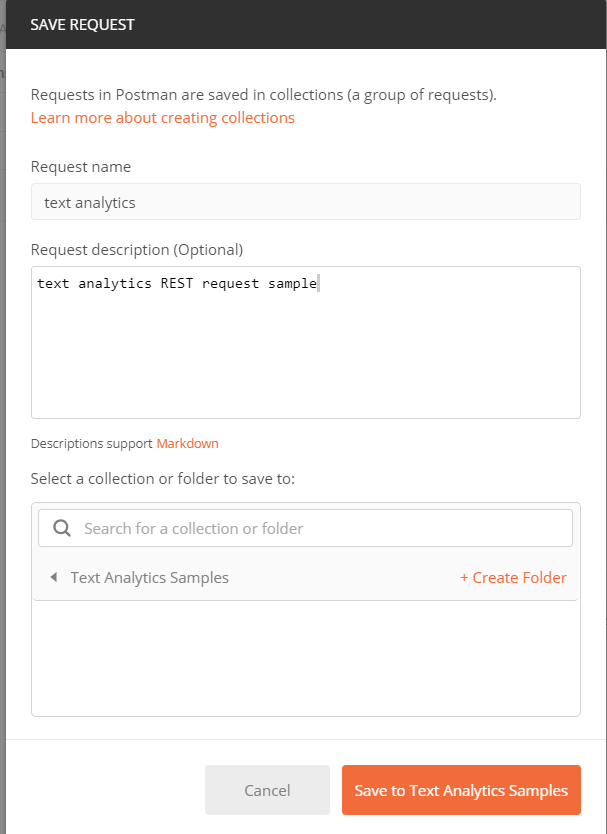 SAVE REQUEST
Requests in Postman are saved in collections (a group of requests).
Learn more about creating collections
Request name
text analytics
Request description (Optional)
text analytics REST request sample
Descriptions support Markdown
Select a collection or folder to save to:
Search for a collection or folder
Text Analytics Samples + Create Folder
Cancel Save to Text Analytics Samples